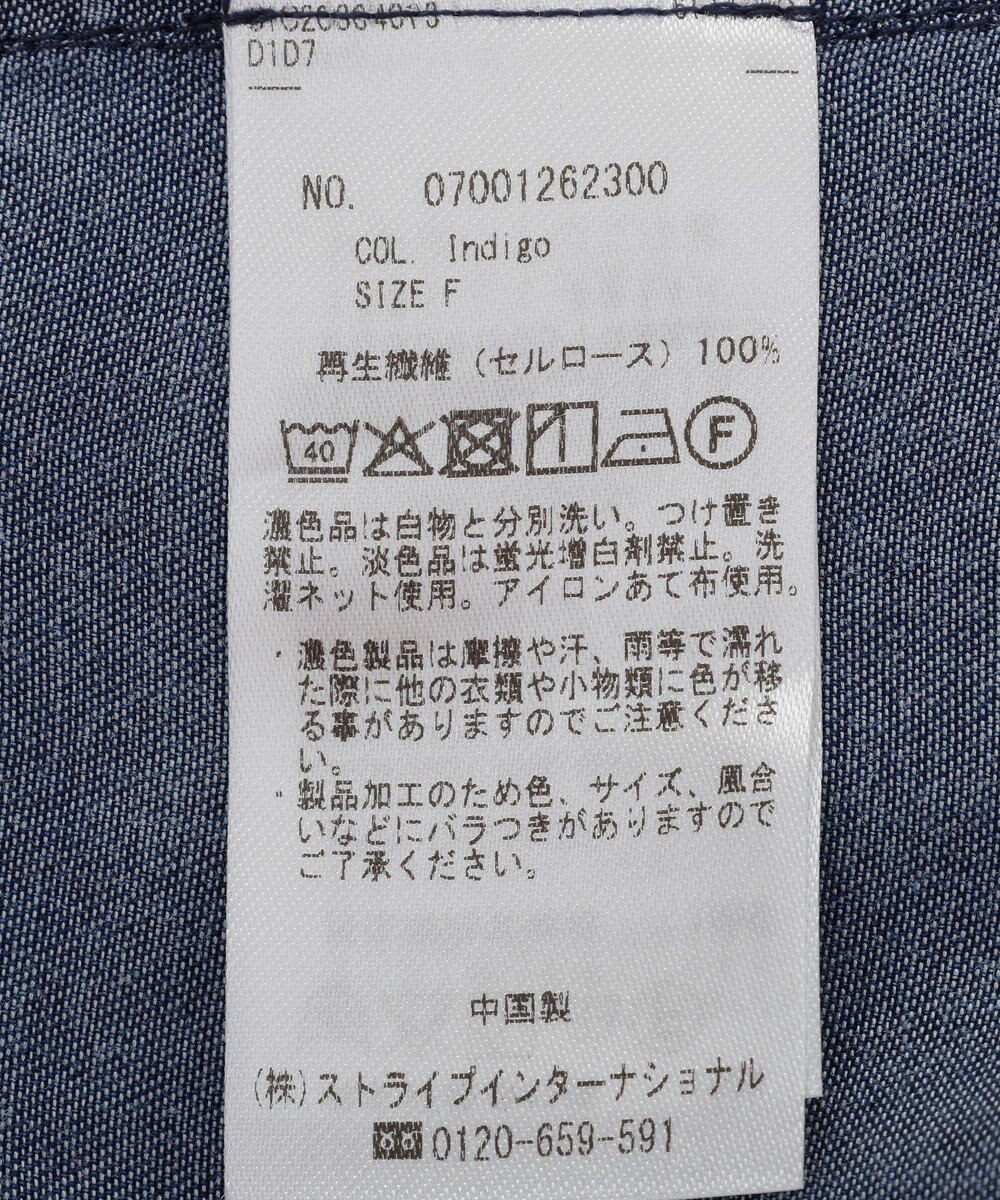 D1D7
NO. 07001262300
COL. Indigo
SIZE F
再生繊維(セルロース)100%
40 F
濃色品は白物と分別洗い。つけ置き
禁止。淡色品は蛍光増白剤禁止。洗
濯ネット使用。アイロンあて布使用。
・濃色製品は摩擦や汗、雨等で濡れ
た際に他の衣類や小物類に色が移
る事がありますのでご注意くださ
い。
・製品加工のため色、サイズ、風合
いなどにバラつきがありますので
ご了承ください。
中国製
(株)ストライプインターナショナル
0120-659-591